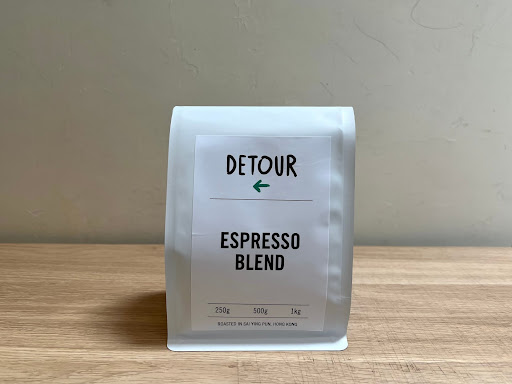 DETOUR
ESPRESSO
BLEND
250g 500g 1kg
ROASTED IN SAI YING PUN, HONG KONG